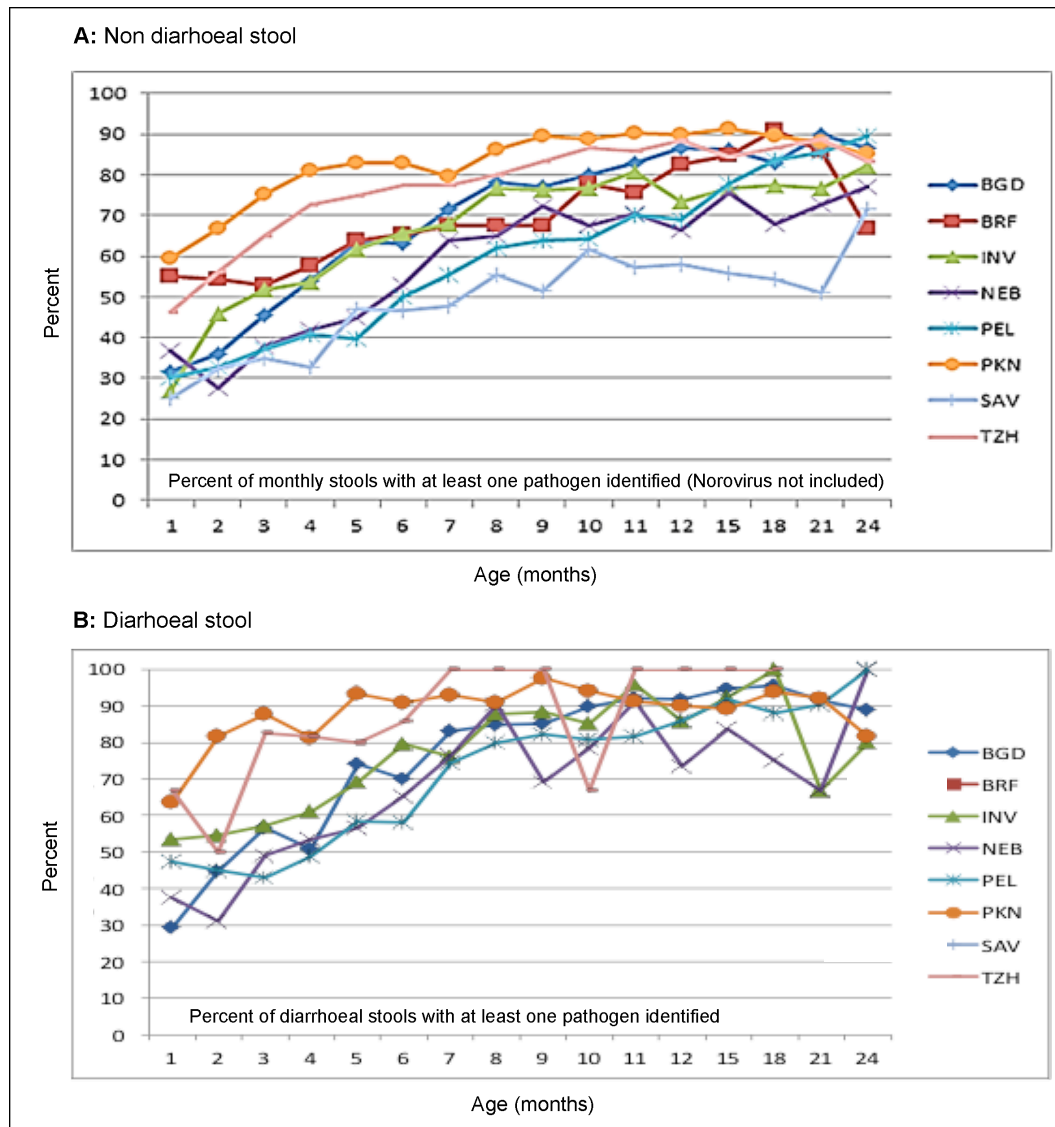 A: Non diarhoeal stool
100
90
80
70
60
50
40
30
20
10
0
Percent
BGD
BRF
INV
NEB
PEL
PKN
SAV
TZH
Percent of monthly stools with at least one pathogen identified (Norovirus not included)
1 2 3 4 5 6 7 8 9 10 11 12 15 18 21 24
Age (months)
B: Diarhoeal stool
100
90
80
70
60
50
40
30
20
10
0
Percent
BGD
BRF
INV
NEB
PEL
PKN
SAV
TZH
Percent of diarrhoeal stools with at least one pathogen identified
1 2 3 4 5 6 7 8 9 10 11 12 15 18 21 24
Age (months)